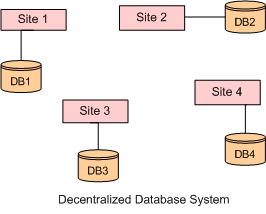 Site 1
Site 2
DB2
DB1
Site 3
Site 4
DB3
DB4
Decentralized Database System